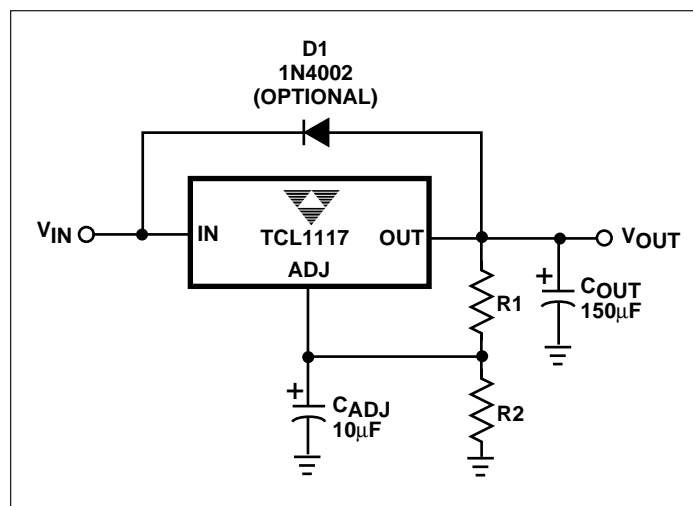 D1
1N4002
(OPTIONAL)
VIN
IN
TCL1117
OUT
ADJ
VOUT
+
COUT
150μF
R1
+
CADJ
10μF
R2